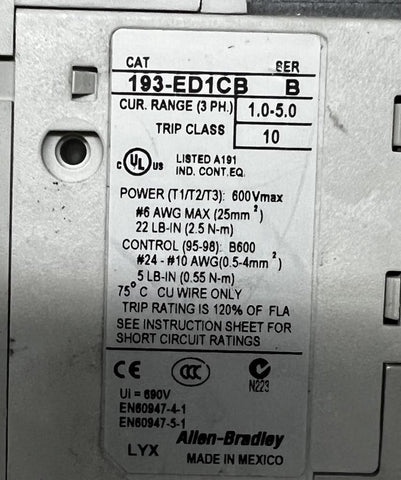 CAT SER
193-ED1CB B
CUR. RANGE (3 PH.) 1.0-5.0
TRIP CLASS 10
c UL US LISTED A191
IND. CONT. EQ.
POWER (T1/T2/T3): 600Vmax
#6 AWG MAX (25mm²)
22 LB-IN (2.5 N-m)
CONTROL (95-98): B600
#24 - #10 AWG(0.5-4mm²)
5 LB-IN (0.55 N-m)
75°C CU WIRE ONLY
TRIP RATING IS 120% OF FLA
SEE INSTRUCTION SHEET FOR
SHORT CIRCUIT RATINGS
CE CCC N223
Ui = 690V
EN60947-4-1
EN60947-5-1
Allen-Bradley
LYX MADE IN MEXICO